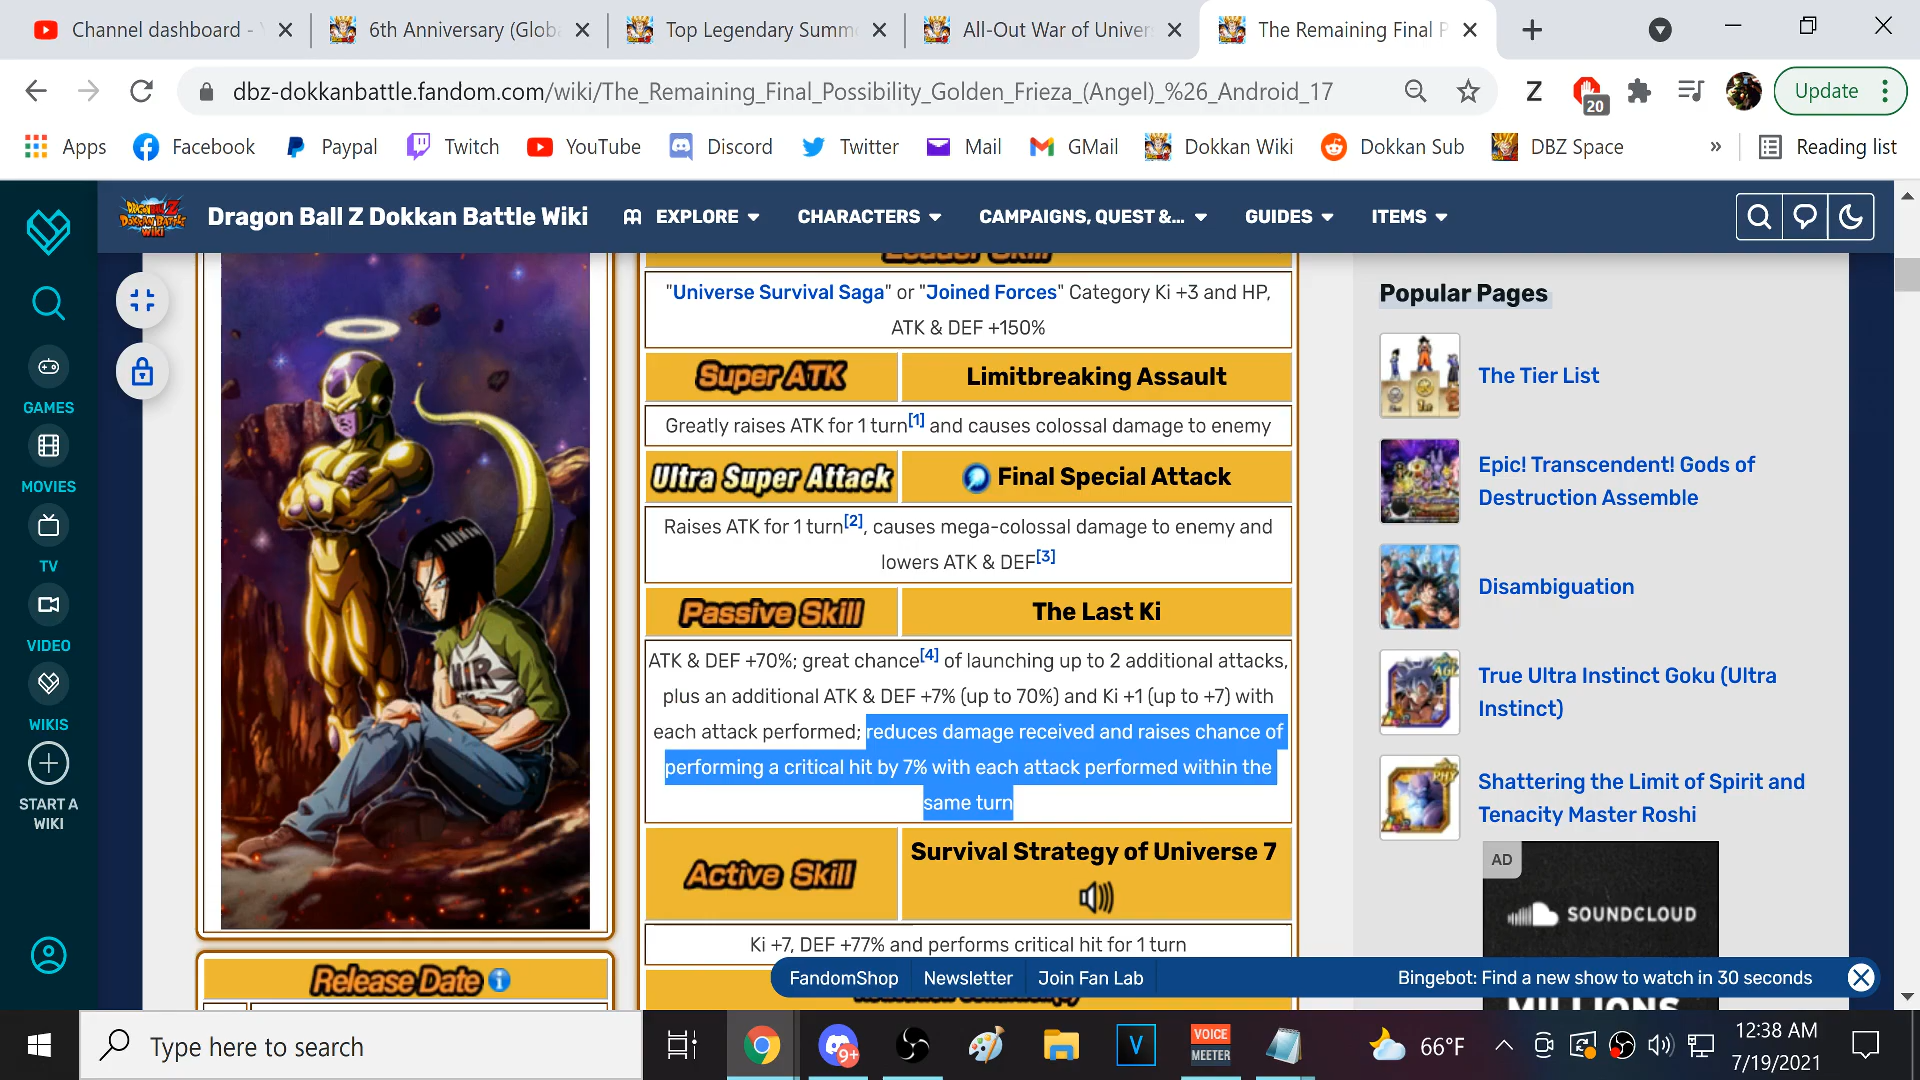 Channel dashboard -
6th Anniversary (Globa
Top Legendary Summo
All-Out War of Univers
The Remaining Final P
dbz-dokkanbattle.fandom.com/wiki/The_Remaining_Final_Possibility_Golden_Frieza_(Angel)_%26_Android_17
Z
20
Update
Apps
Facebook
Paypal
Twitch
YouTube
Discord
Twitter
Mail
GMail
Dokkan Wiki
Dokkan Sub
DBZ Space
»
Reading list
Dragon Ball Z Dokkan Battle Wiki
EXPLORE
CHARACTERS
CAMPAIGNS, QUEST &...
GUIDES
ITEMS
GAMES
MOVIES
TV
VIDEO
WIKIS
START A
WIKI
Leader Skill
"Universe Survival Saga" or "Joined Forces" Category Ki +3 and HP,
ATK & DEF +150%
Super ATK
Limitbreaking Assault
Greatly raises ATK for 1 turn[1] and causes colossal damage to enemy
Ultra Super Attack
Final Special Attack
Raises ATK for 1 turn[2], causes mega-colossal damage to enemy and
lowers ATK & DEF[3]
Passive Skill
The Last Ki
ATK & DEF +70%; great chance[4] of launching up to 2 additional attacks,
plus an additional ATK & DEF +7% (up to 70%) and Ki +1 (up to +7) with
each attack performed; reduces damage received and raises chance of
performing a critical hit by 7% with each attack performed within the
same turn
Active Skill
Survival Strategy of Universe 7
Ki +7, DEF +77% and performs critical hit for 1 turn
Release Date
Popular Pages
The Tier List
Epic! Transcendent! Gods of
Destruction Assemble
Disambiguation
True Ultra Instinct Goku (Ultra
Instinct)
Shattering the Limit of Spirit and
Tenacity Master Roshi
AD
SOUNDCLOUD
MILLIONS
FandomShop
Newsletter
Join Fan Lab
Bingebot: Find a new show to watch in 30 seconds
Type here to search
9+
V
VOICE
MEETER
66°F
12:38 AM
7/19/2021